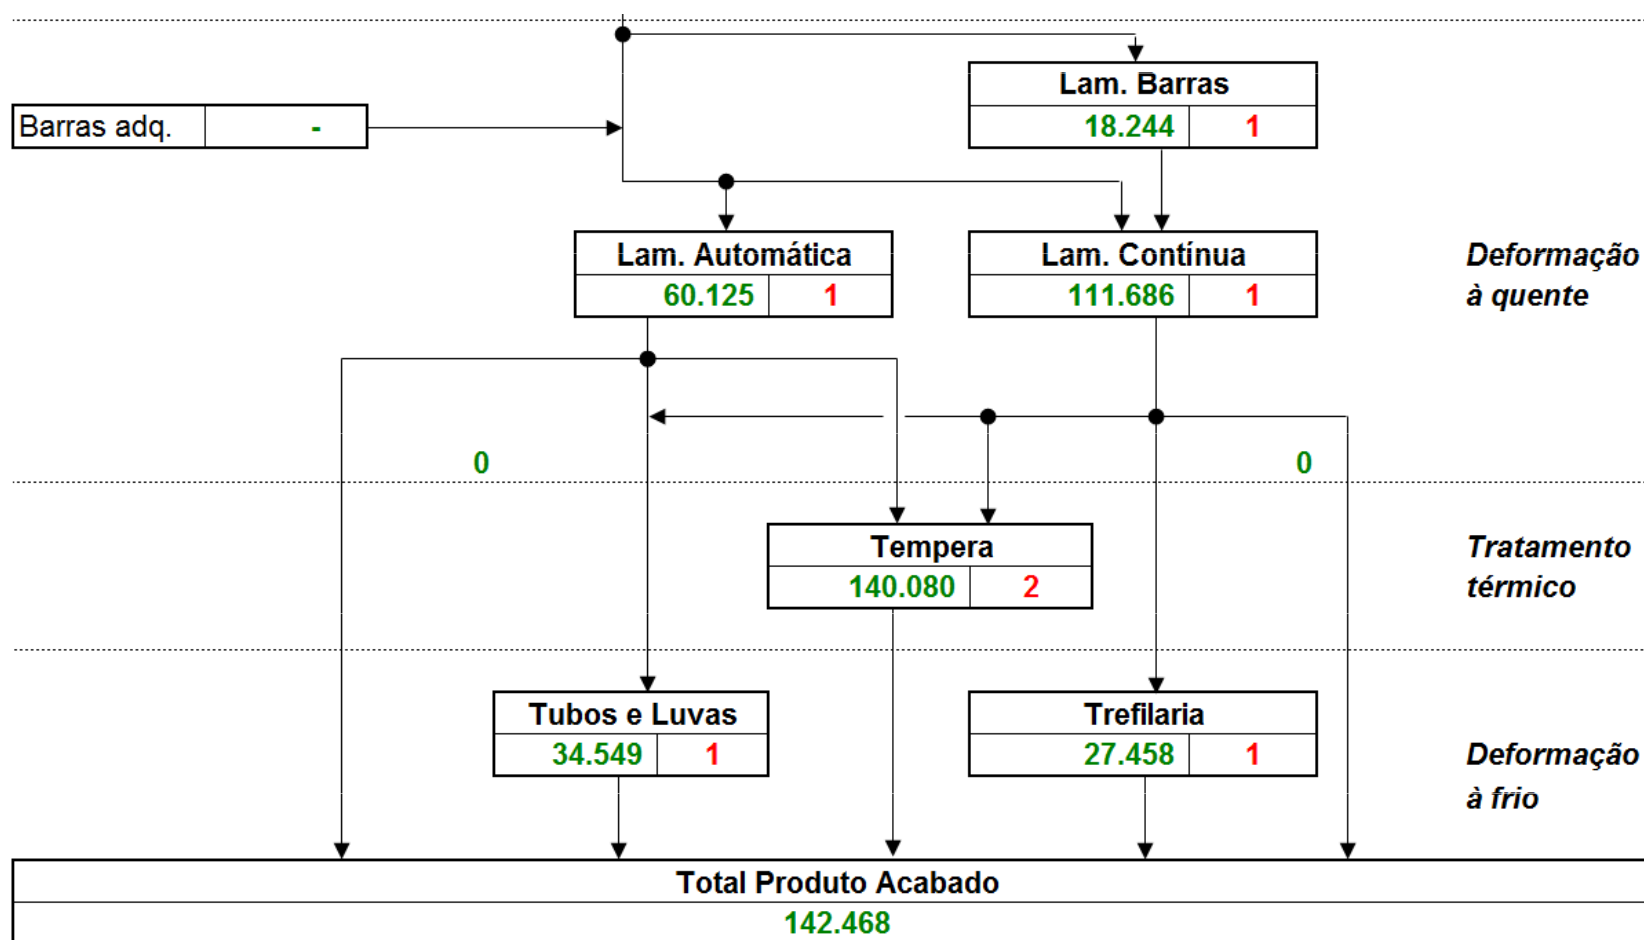 Lam. Barras
Barras adq. -
18.244 1
Lam. Automática
60.125 1
Lam. Contínua
111.686 1
Deformação
à quente
0
0
Tempera
140.080 2
Tratamento
térmico
Tubos e Luvas
34.549 1
Trefilaria
27.458 1
Deformação
à frio
Total Produto Acabado
142.468